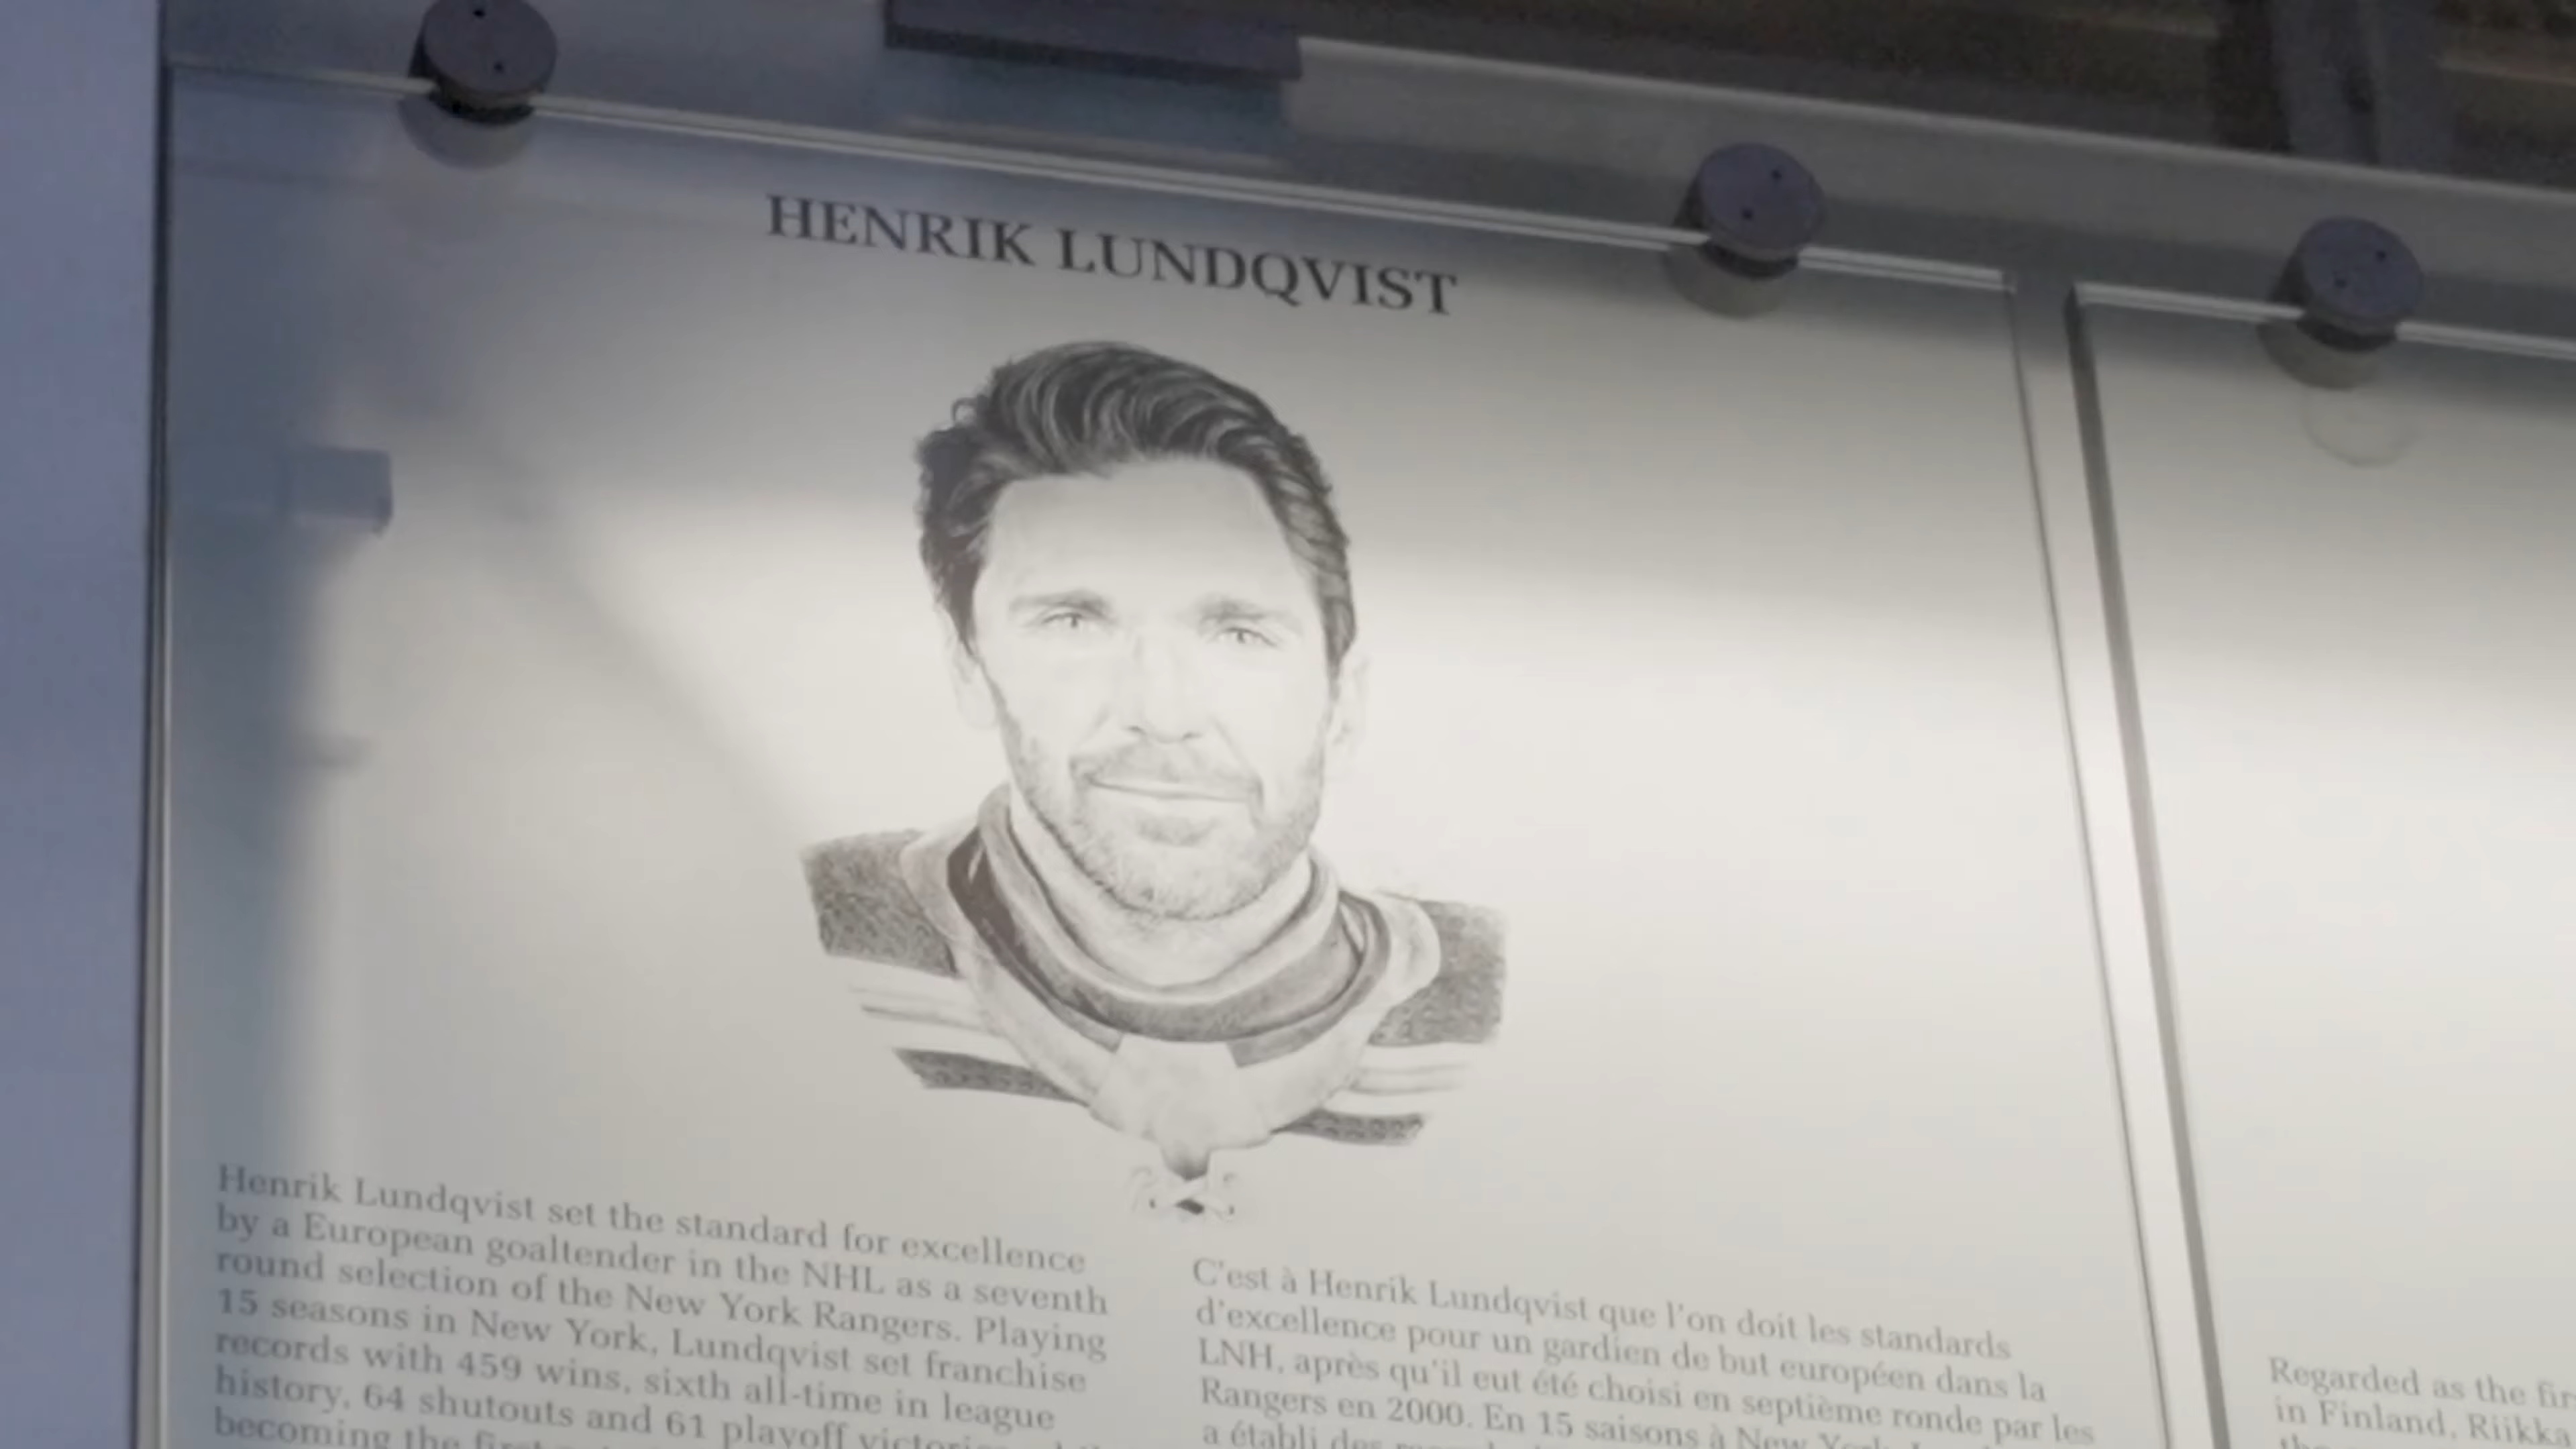 HENRIK LUNDQVIST
Henrik Lundqvist set the standard for excellence
by a European goaltender in the NHL as a seventh
round selection of the New York Rangers. Playing
15 seasons in New York, Lundqvist set franchise
records with 459 wins, sixth all-time in league
history, 64 shutouts and 61 playoff
becoming the
C'est à Henrik Lundqvist que l'on doit les standards
d'excellence pour un gardien de but européen dans la
LNH, après qu'il eut été choisi en septième ronde par les
Rangers en 2000. En 15 saisons à New
a établi des
Regarded as the
in Finland,